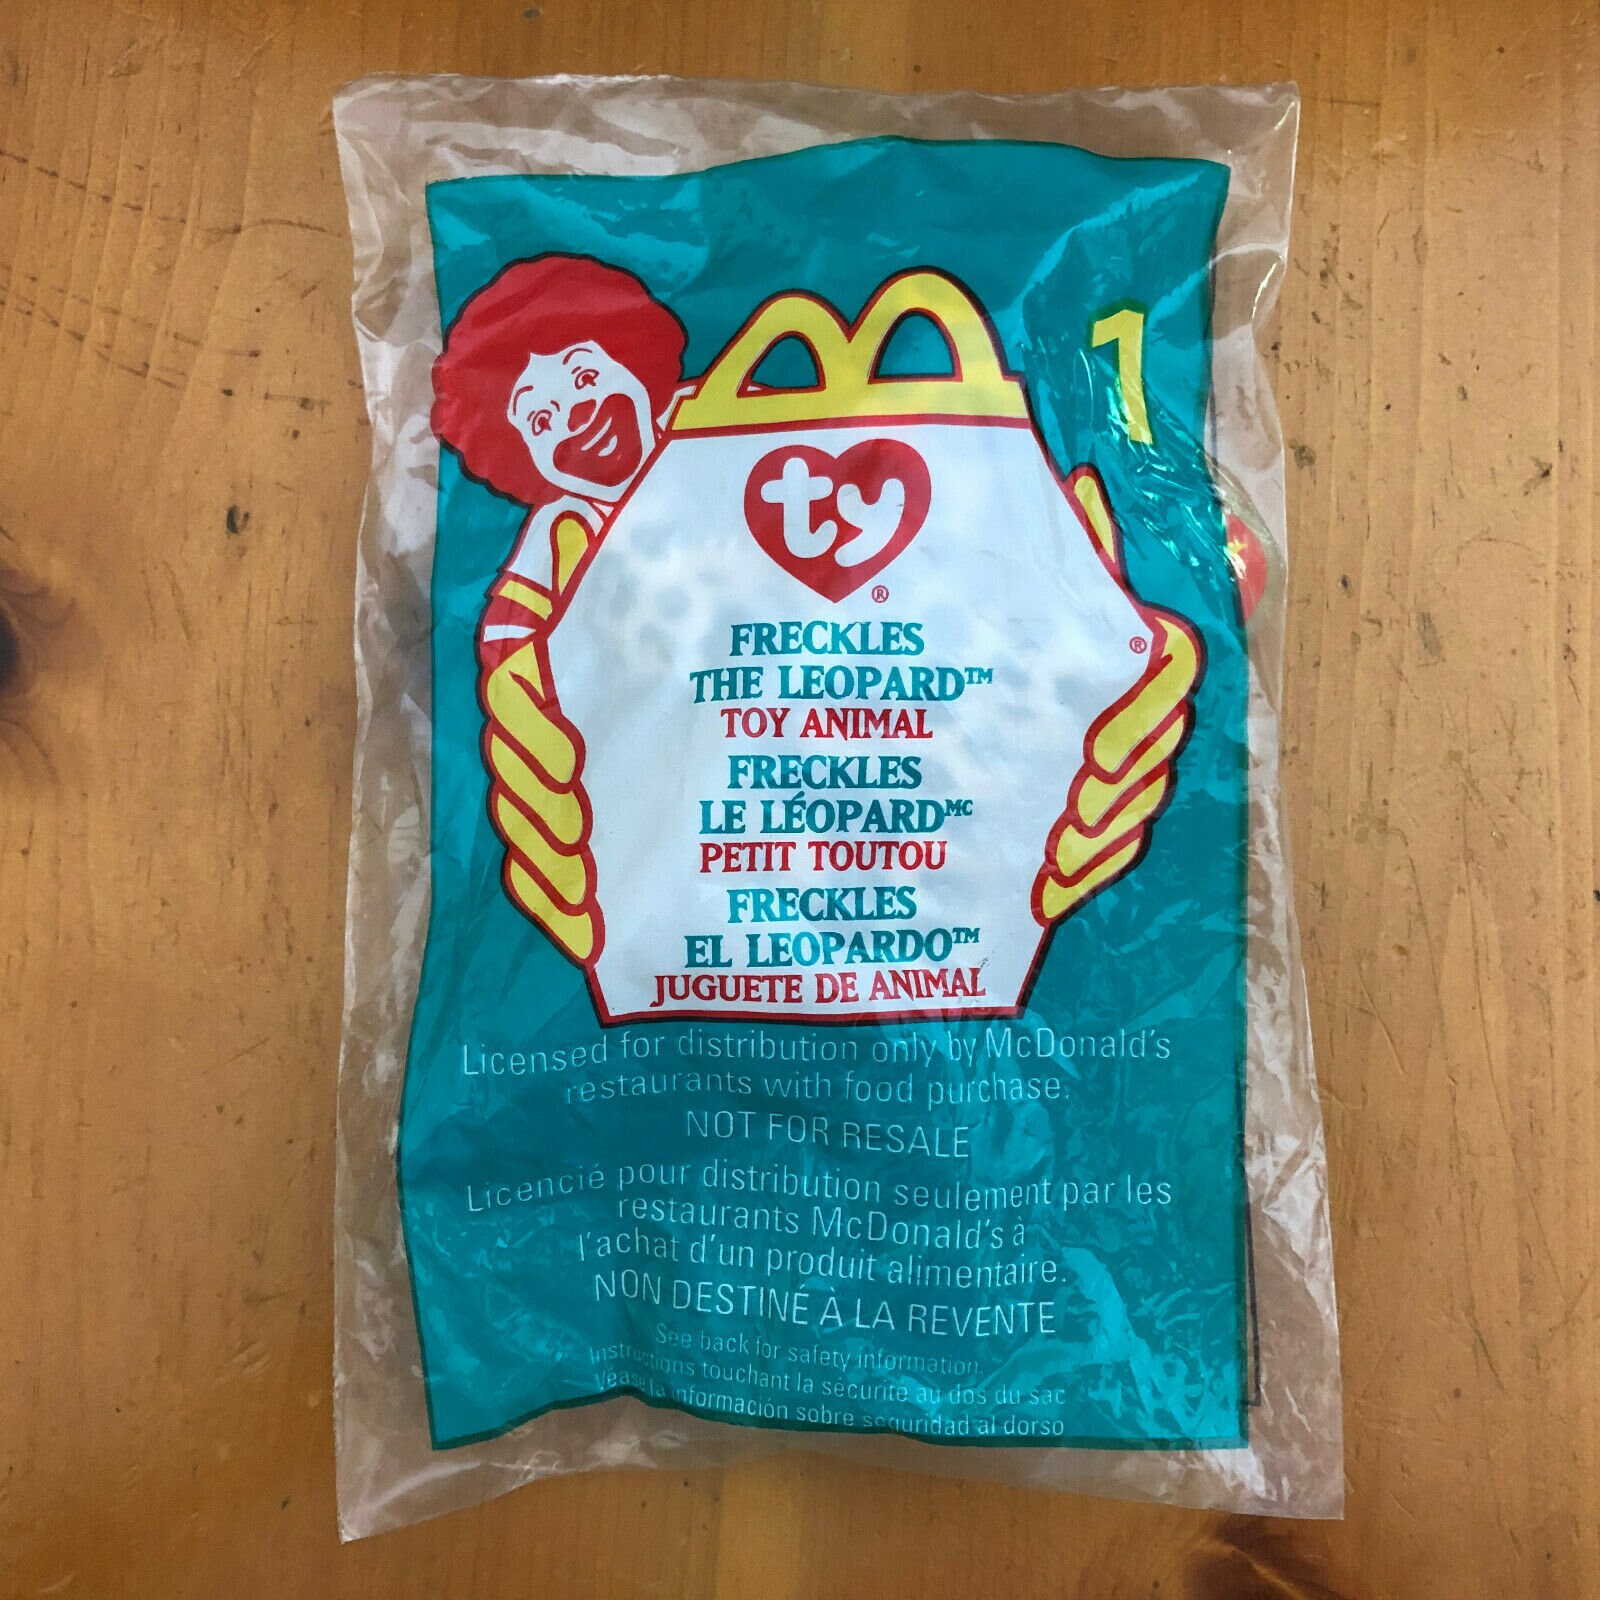 1
ty®
FRECKLES
THE LEOPARD™
TOY ANIMAL
FRECKLES
LE LÉOPARDᴹᶜ
PETIT TOUTOU
FRECKLES
EL LEOPARDO™
JUGUETE DE ANIMAL
®
Licensed for distribution only by McDonald's
restaurants with food purchase.
NOT FOR RESALE
Licencié pour distribution seulement par les
restaurants McDonald's à
l'achat d'un produit alimentaire.
NON DESTINÉ À LA REVENTE
See back for safety information.
Instructions touchant la sécurité au dos du sac
Véase la información sobre seguridad al dorso